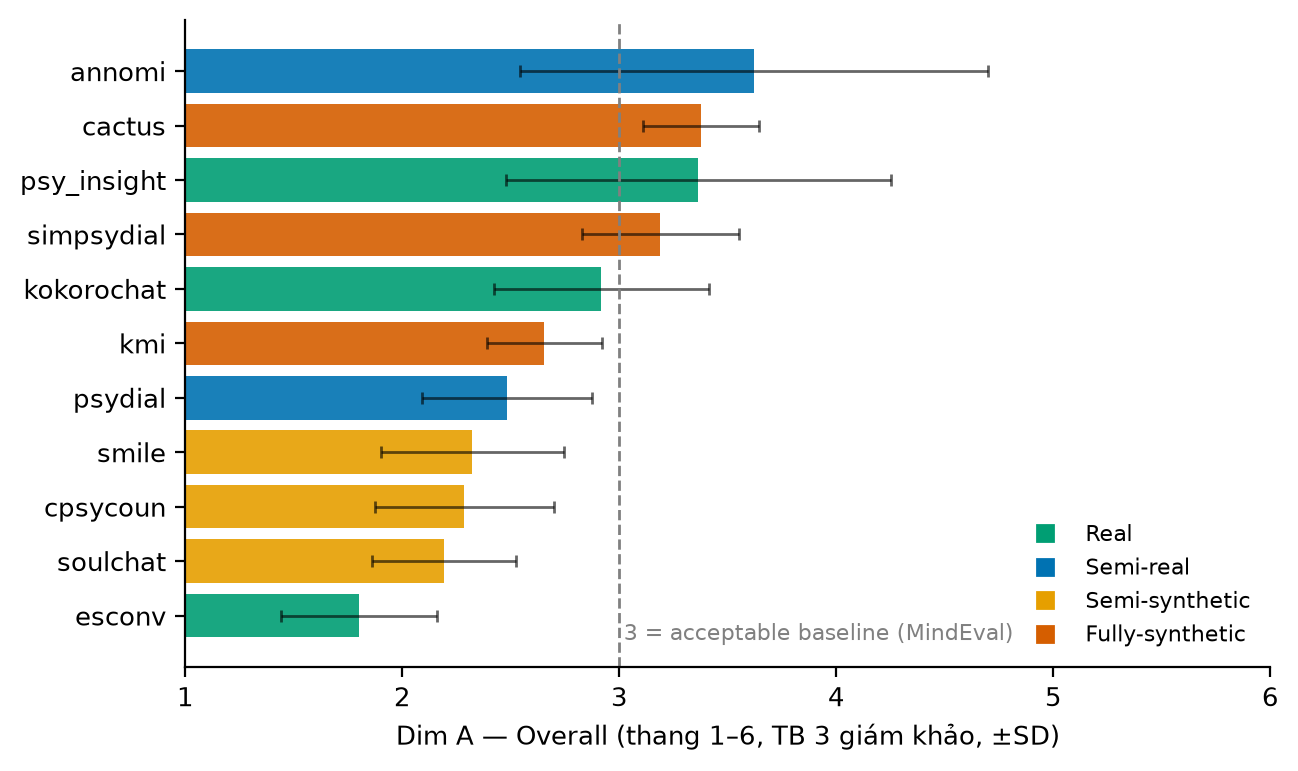 annomi
cactus
psy_insight
simpsydial
kokorochat
kmi
psydial
smile
cpsycoun
soulchat
esconv
Real
Semi-real
Semi-synthetic
Fully-synthetic
3 = acceptable baseline (MindEval)
1 2 3 4 5 6
Dim A — Overall (thang 1–6, TB 3 giám khảo, ±SD)